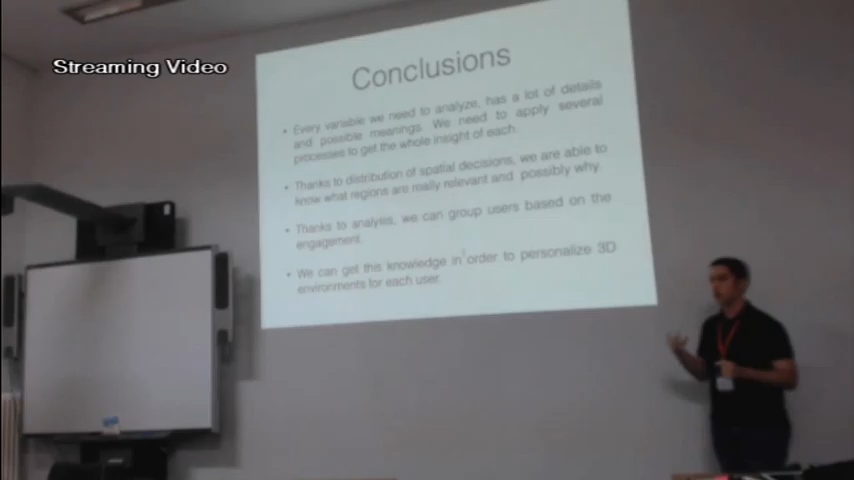 Streaming Video
Conclusions
• Every variable we need to analyze, has a lot of details
and possible meanings. We need to apply several
processes to get the whole insight of each.
• Thanks to distribution of spatial decisions, we are able to
know what regions are really relevant and possibly why.
• Thanks to analysis, we can group users based on the
engagement.
• We can get this knowledge in order to personalize 3D
environments for each user.